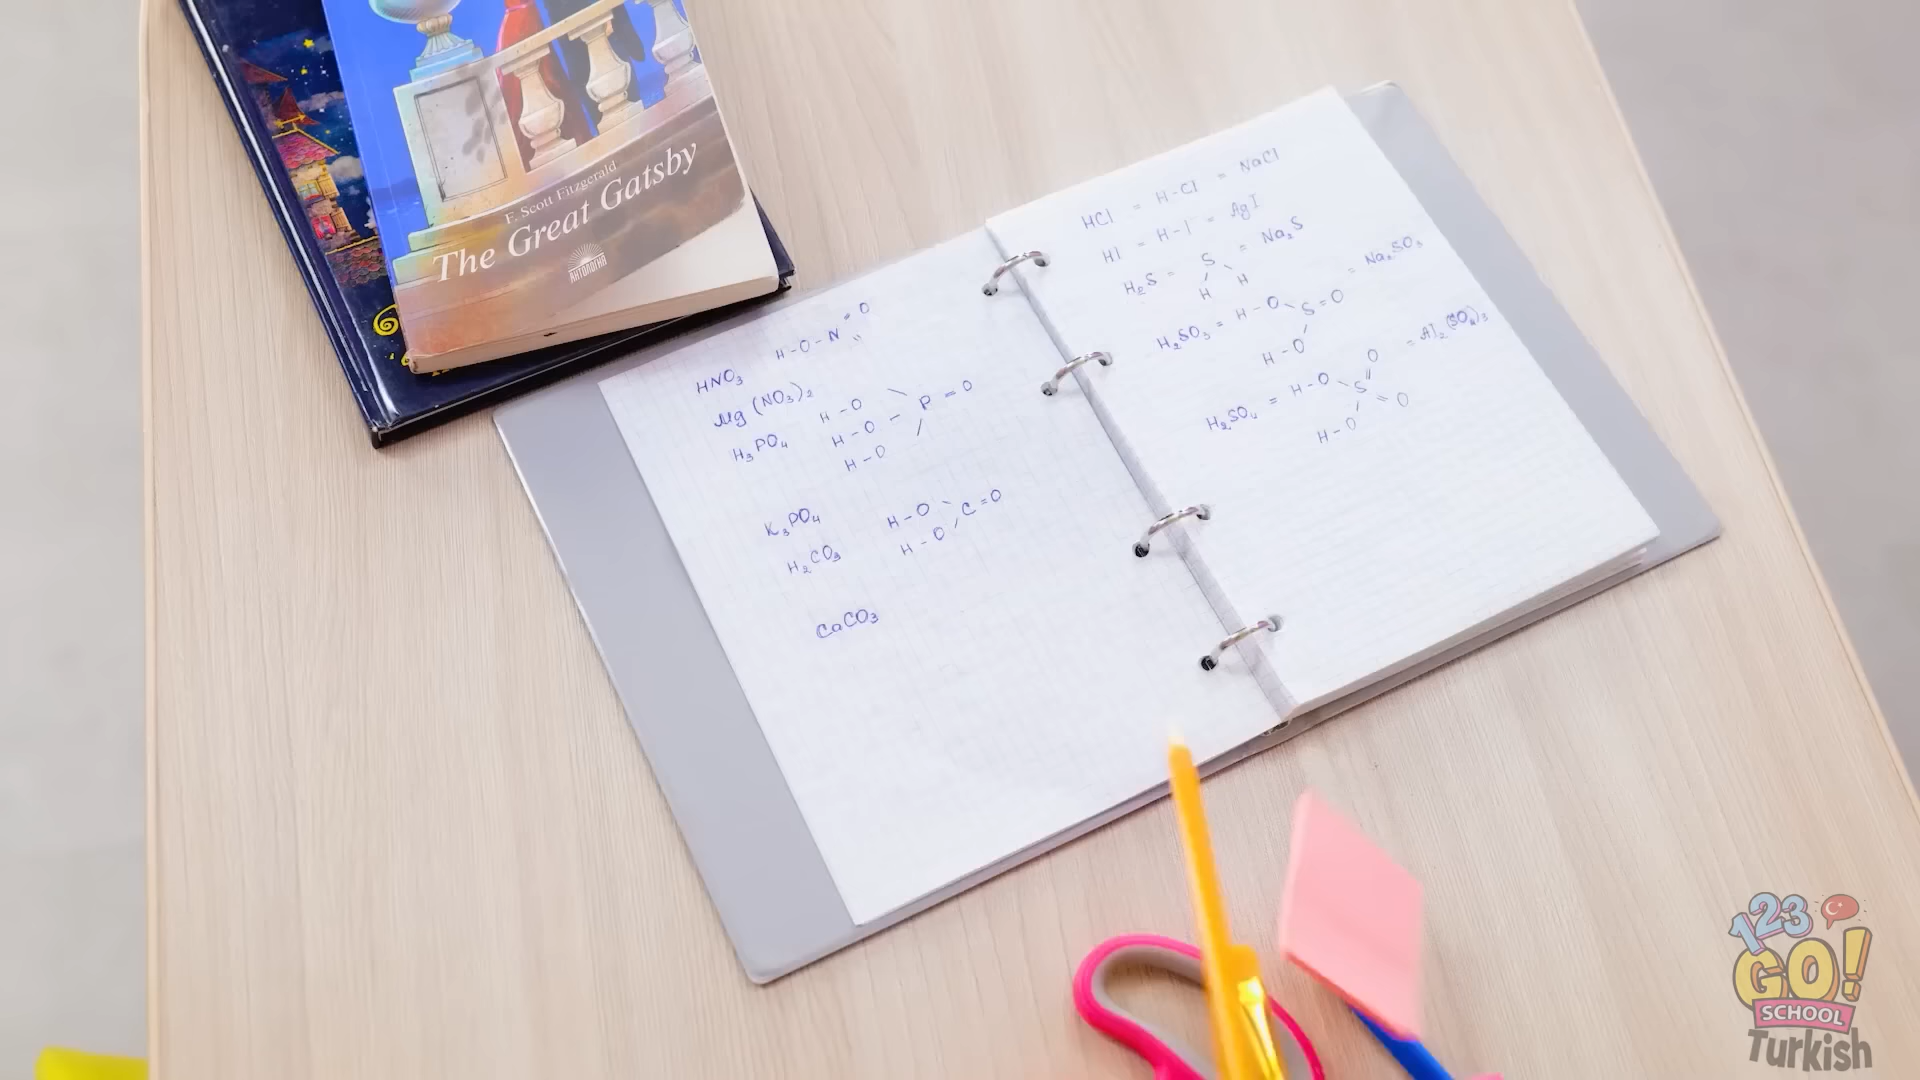 F. Scott Fitzgerald
The Great Gatsby
АНТОЛОГИЯ
HNO₃ H-O-N=O
"
Mg(NO₃)₂
H₃PO₄ H-O
H-O - P=O
H-O
K₃PO₄ H-O
H₂CO₃ H-O C=O
CaCO₃
HCl = H-Cl = NaCl
HI = H-I = AgI
H₂S = S = Na₂S
H H
H₂SO₃ = H-O S=O = Na₂SO₃
H-O
H₂SO₄ = H-O S O = Al₂(SO₄)₃
H-O O
123
GO!
SCHOOL
Turkish